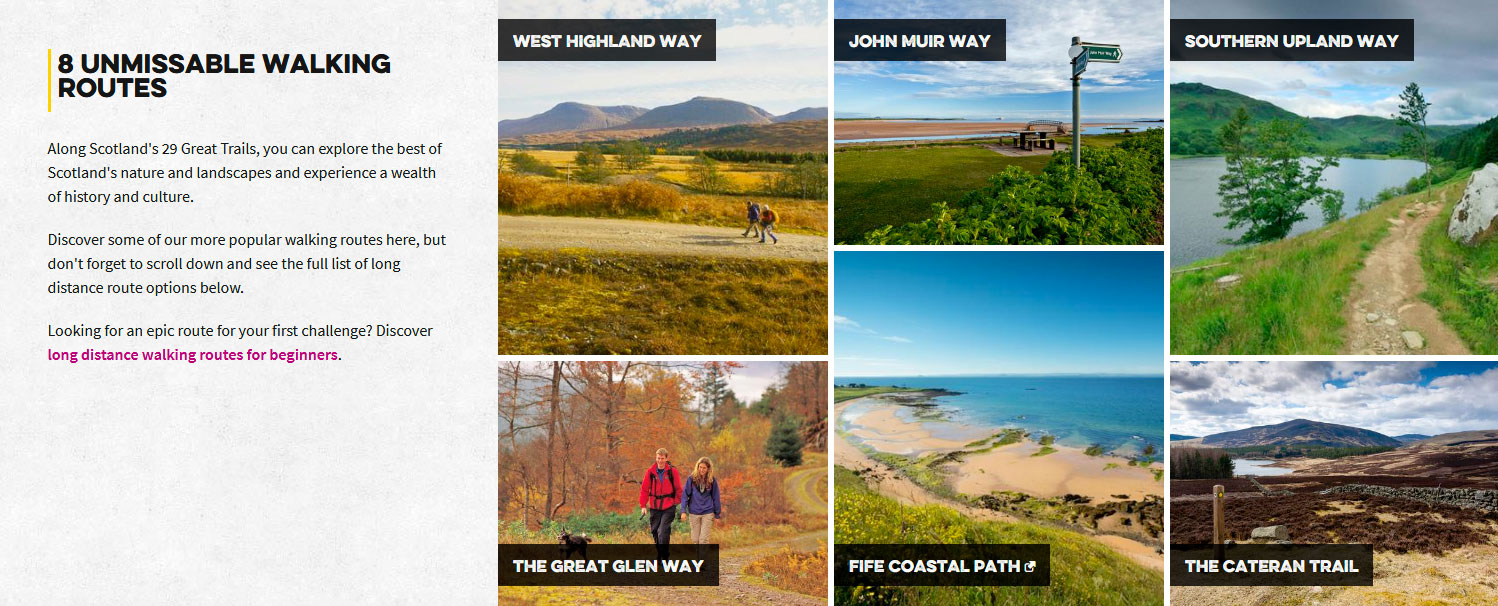 8 UNMISSABLE WALKING
ROUTES
Along Scotland's 29 Great Trails, you can explore the best of
Scotland's nature and landscapes and experience a wealth
of history and culture.
Discover some of our more popular walking routes here, but
don't forget to scroll down and see the full list of long
distance route options below.
Looking for an epic route for your first challenge? Discover
long distance walking routes for beginners.
WEST HIGHLAND WAY
JOHN MUIR WAY
John Muir Way
SOUTHERN UPLAND WAY
THE GREAT GLEN WAY
FIFE COASTAL PATH
THE CATERAN TRAIL